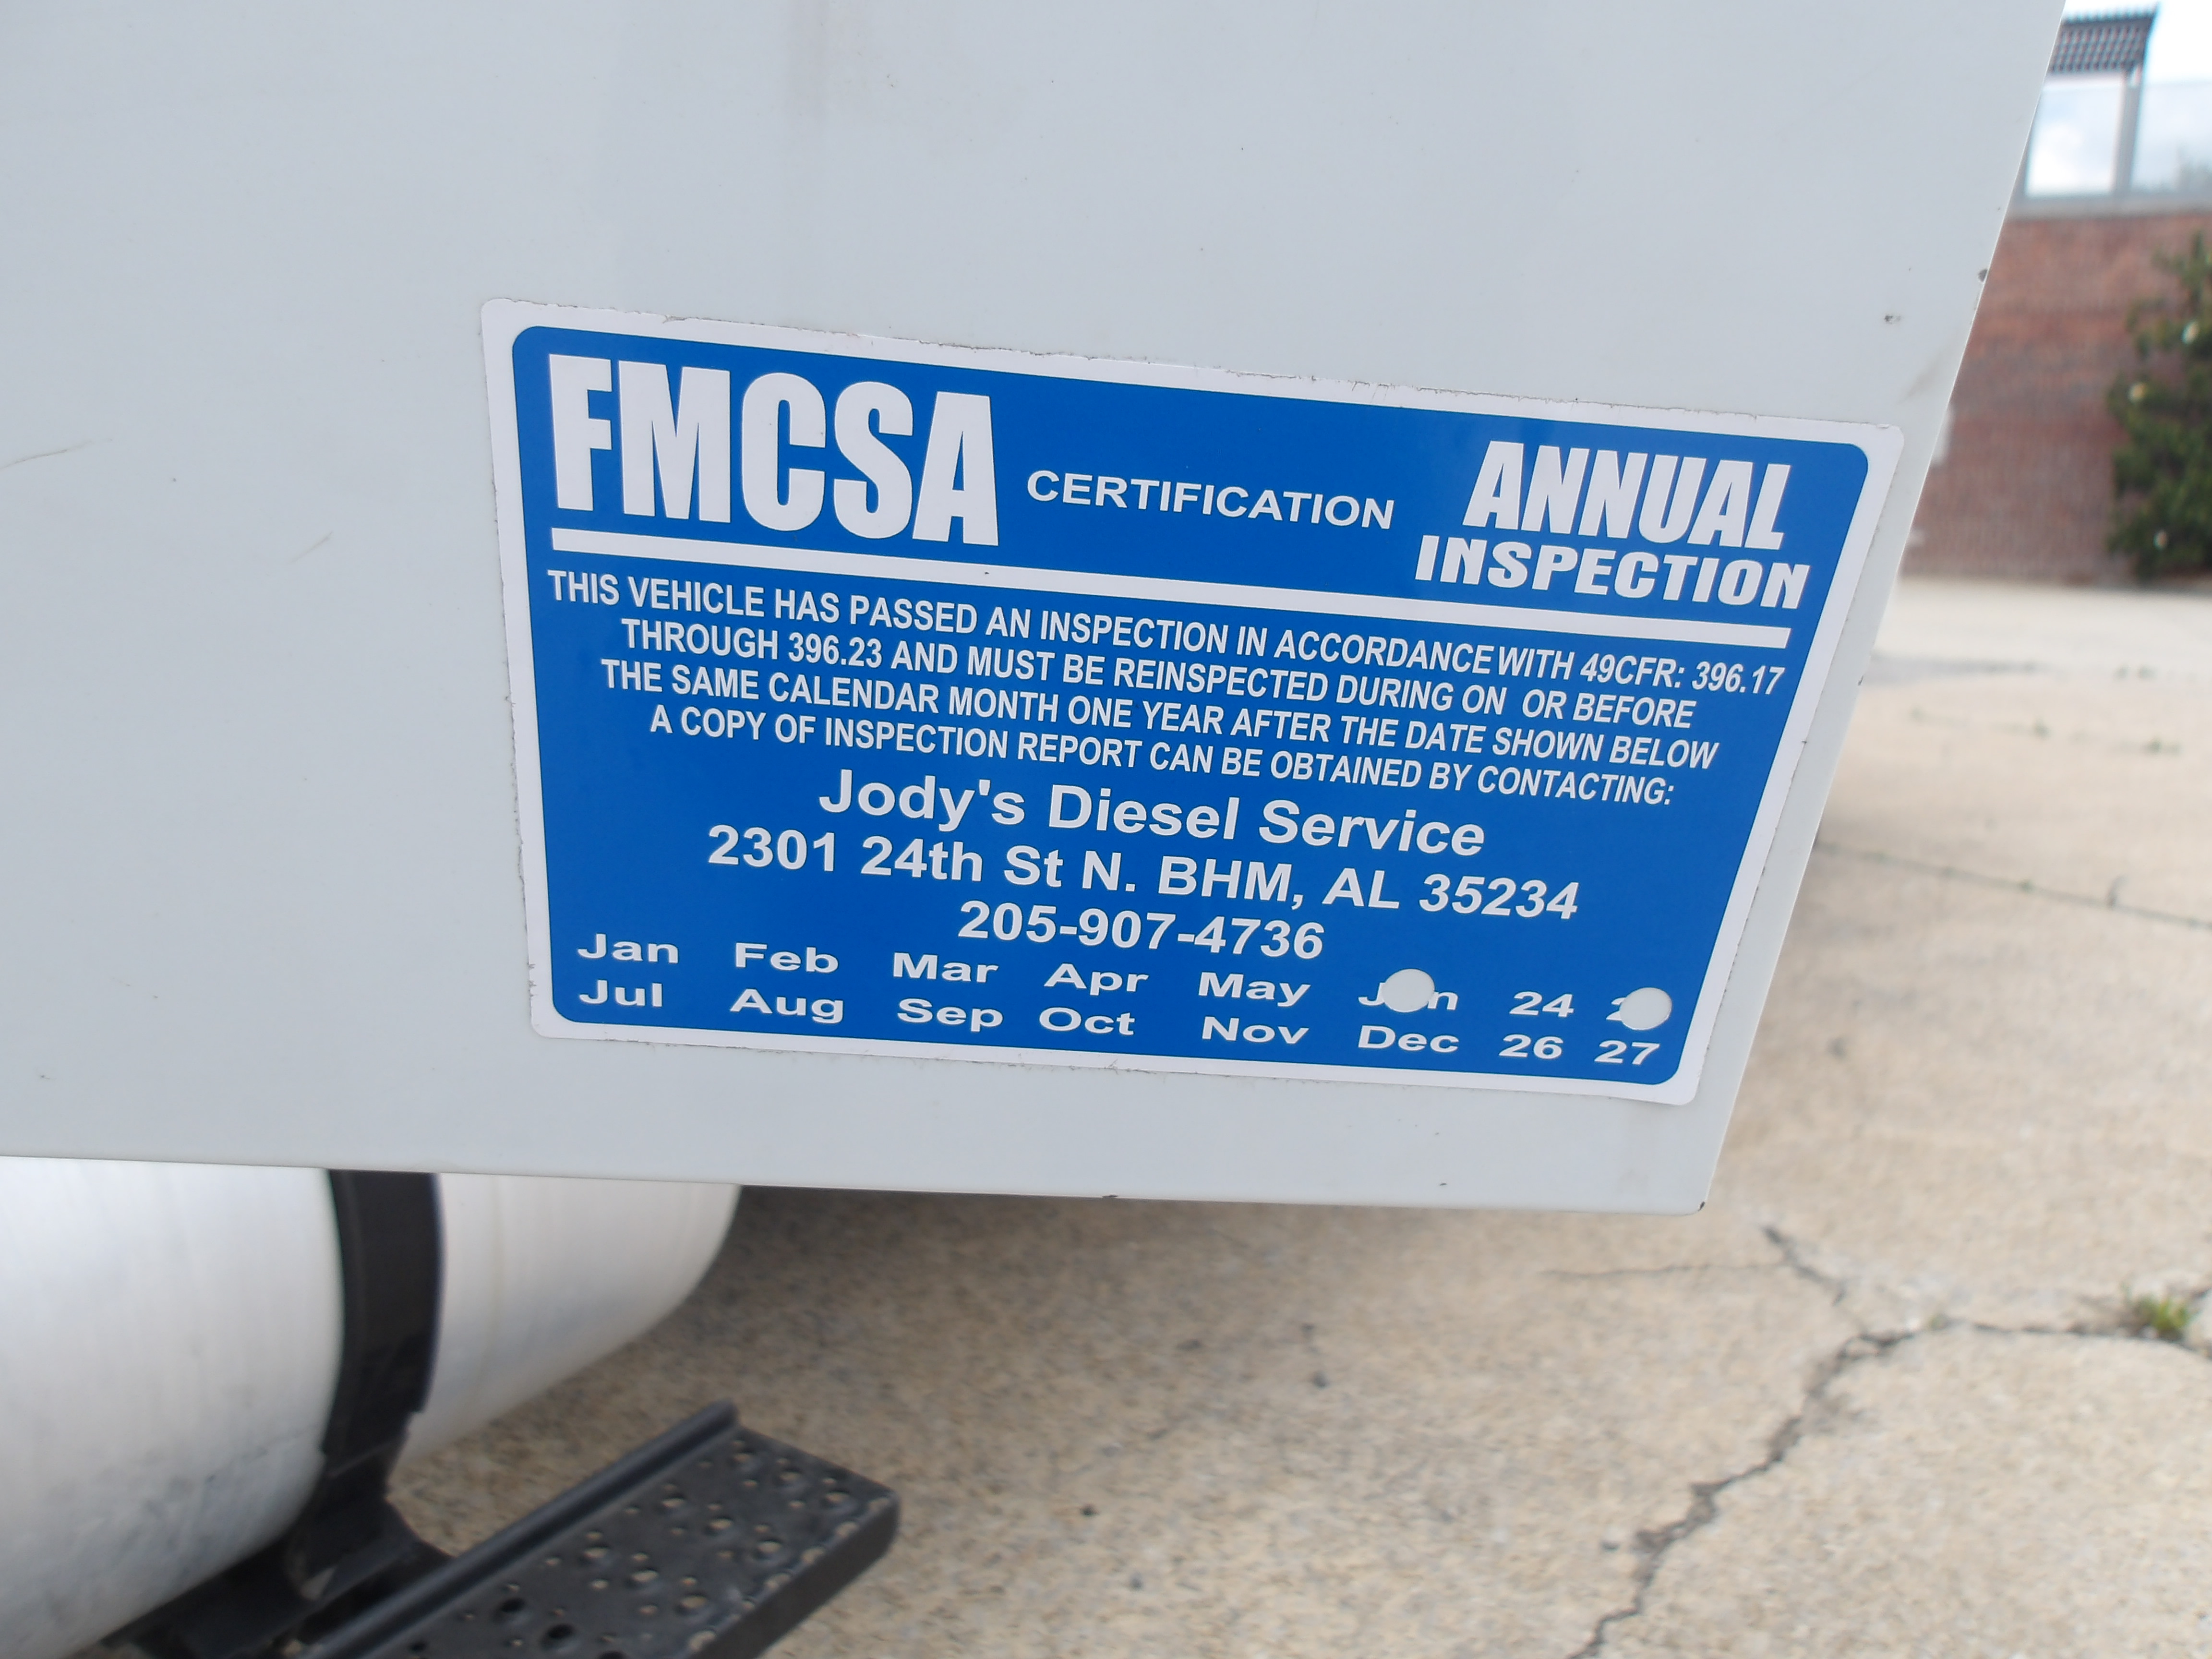 FMCSA CERTIFICATION ANNUAL INSPECTION
THIS VEHICLE HAS PASSED AN INSPECTION IN ACCORDANCE WITH 49CFR: 396.17
THROUGH 396.23 AND MUST BE REINSPECTED DURING ON OR BEFORE
THE SAME CALENDAR MONTH ONE YEAR AFTER THE DATE SHOWN BELOW
A COPY OF INSPECTION REPORT CAN BE OBTAINED BY CONTACTING:
Jody's Diesel Service
2301 24th St N. BHM, AL 35234
205-907-4736
Jan Feb Mar Apr May 24
Jul Aug Sep Oct Nov Dec 26 27